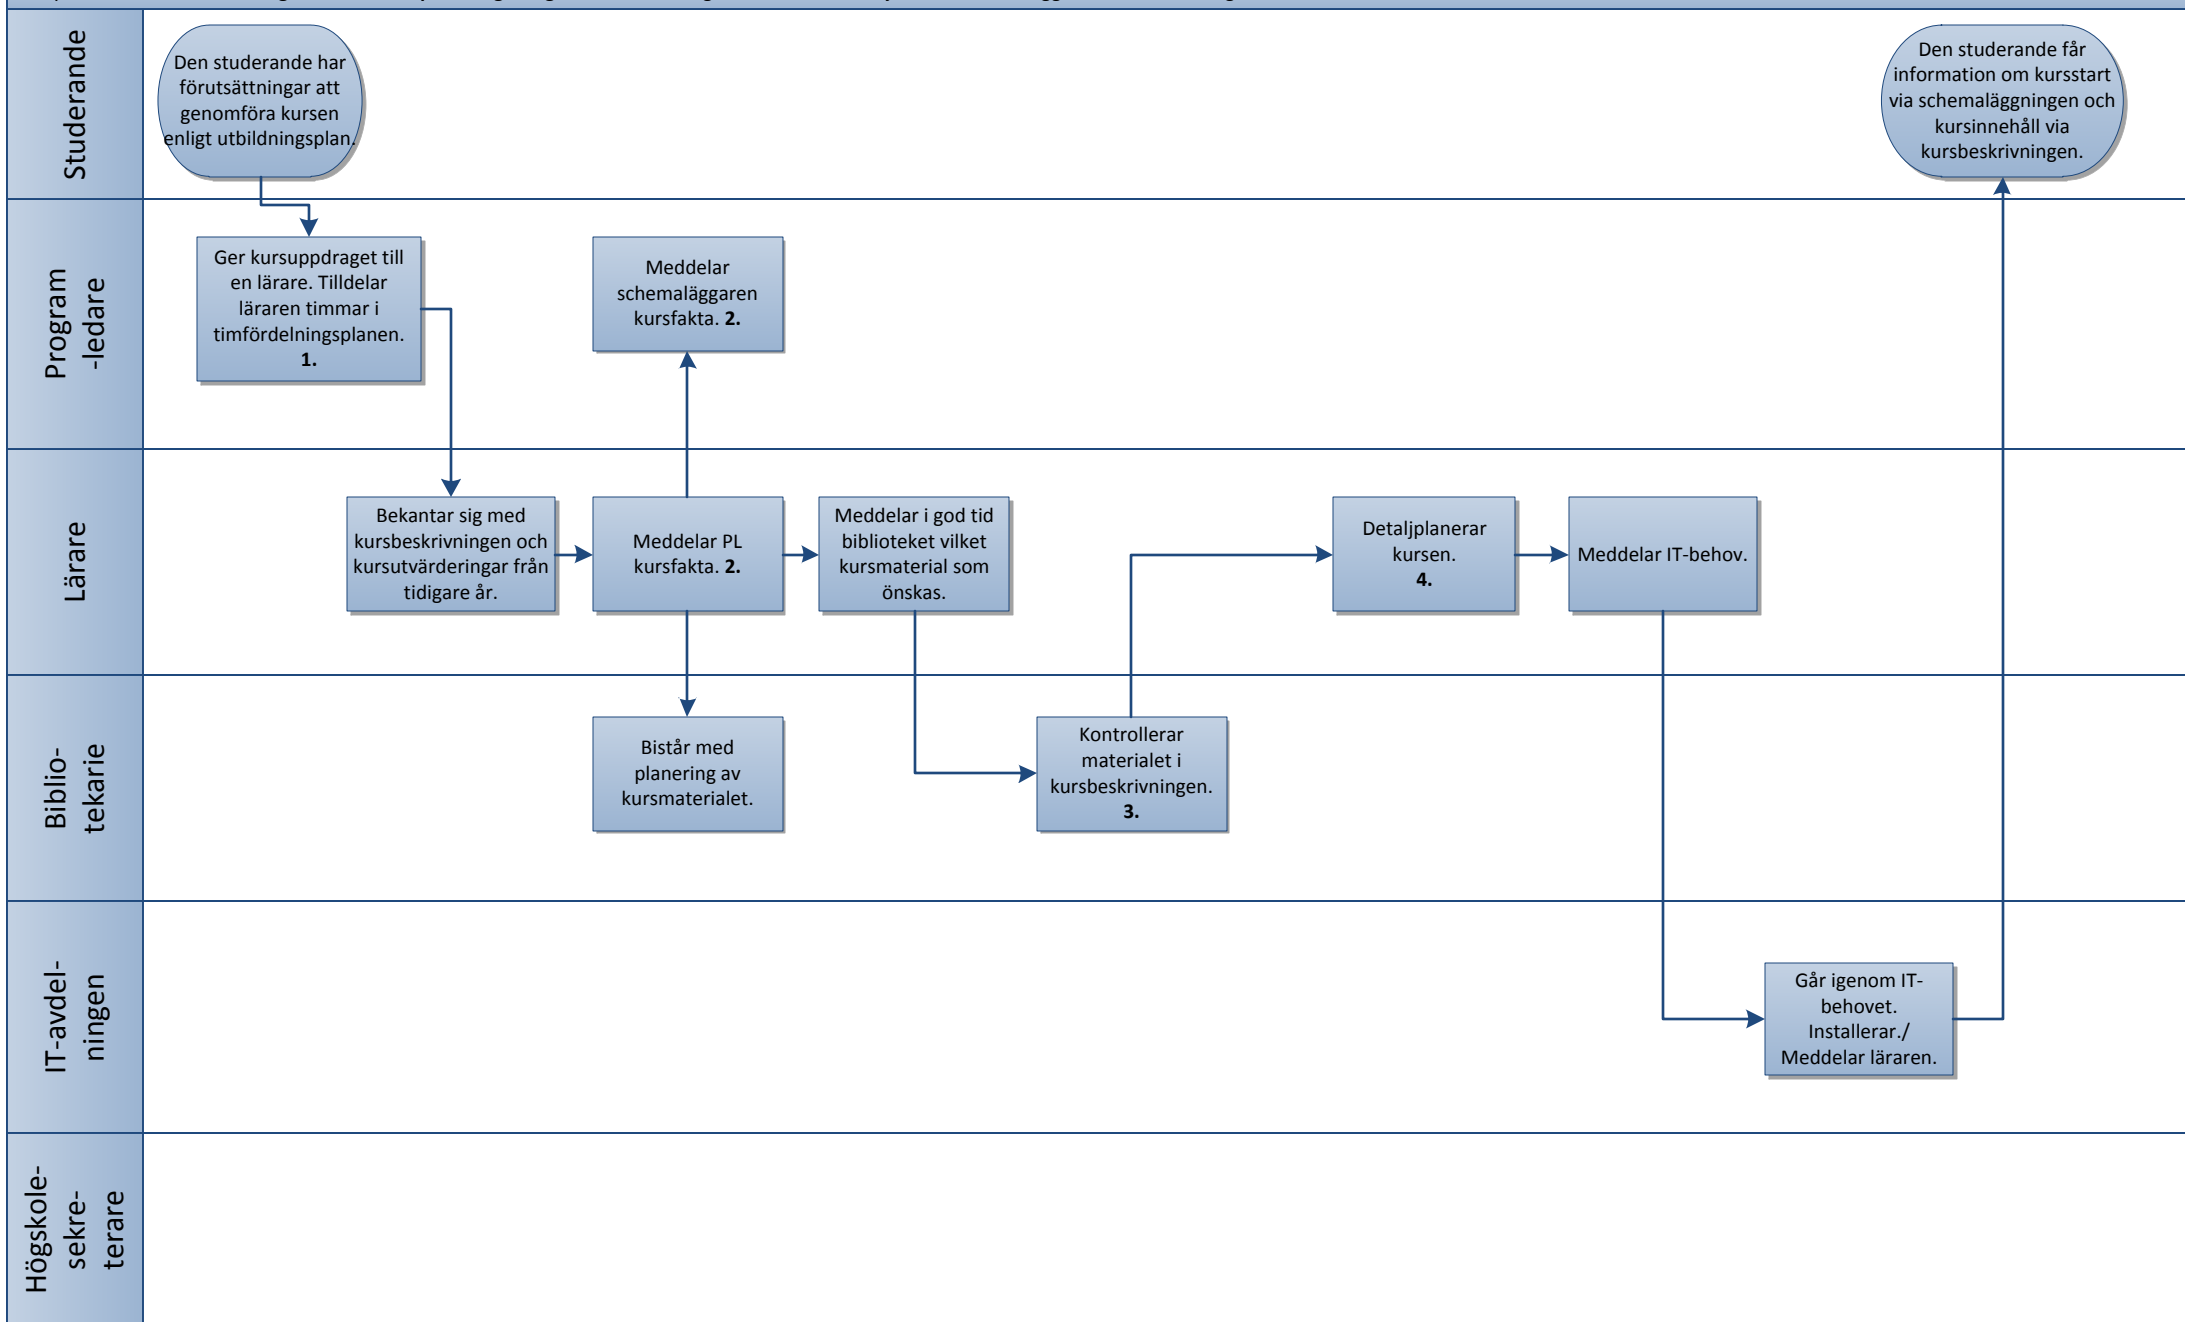 Studerande
Den studerande har
förutsättningar att
genomföra kursen
enligt utbildningsplan.
Den studerande får
information om kursstart
via schemaläggningen och
kursinnehåll via
kursbeskrivningen.
Program
-ledare
Ger kursuppdraget till
en lärare. Tilldelar
läraren timmar i
timfördelningsplanen.
1.
Meddelar
schemaläggaren
kursfakta. 2.
Lärare
Bekantar sig med
kursbeskrivningen och
kursutvärderingar från
tidigare år.
Meddelar PL
kursfakta. 2.
Meddelar i god tid
biblioteket vilket
kursmaterial som
önskas.
Detaljplanerar
kursen.
4.
Meddelar IT-behov.
Biblio-
tekarie
Bistår med
planering av
kursmaterialet.
Kontrollerar
materialet i
kursbeskrivningen.
3.
IT-avdel-
ningen
Går igenom IT-
behovet.
Installerar./
Meddelar läraren.
Högskole-
sekre-
terare